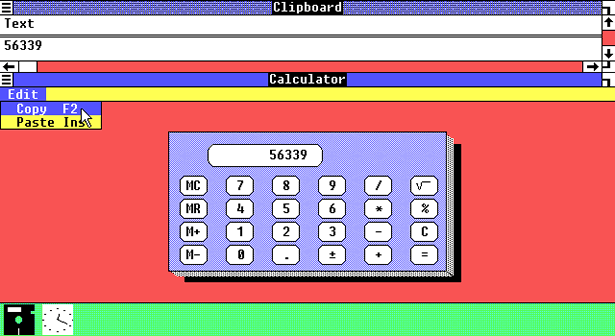 Clipboard
Text
56339
Calculator
Edit
Copy F2
Paste Ins
56339
MC 7 8 9 / √
MR 4 5 6 * %
M+ 1 2 3 - C
M- 0 . ± + =